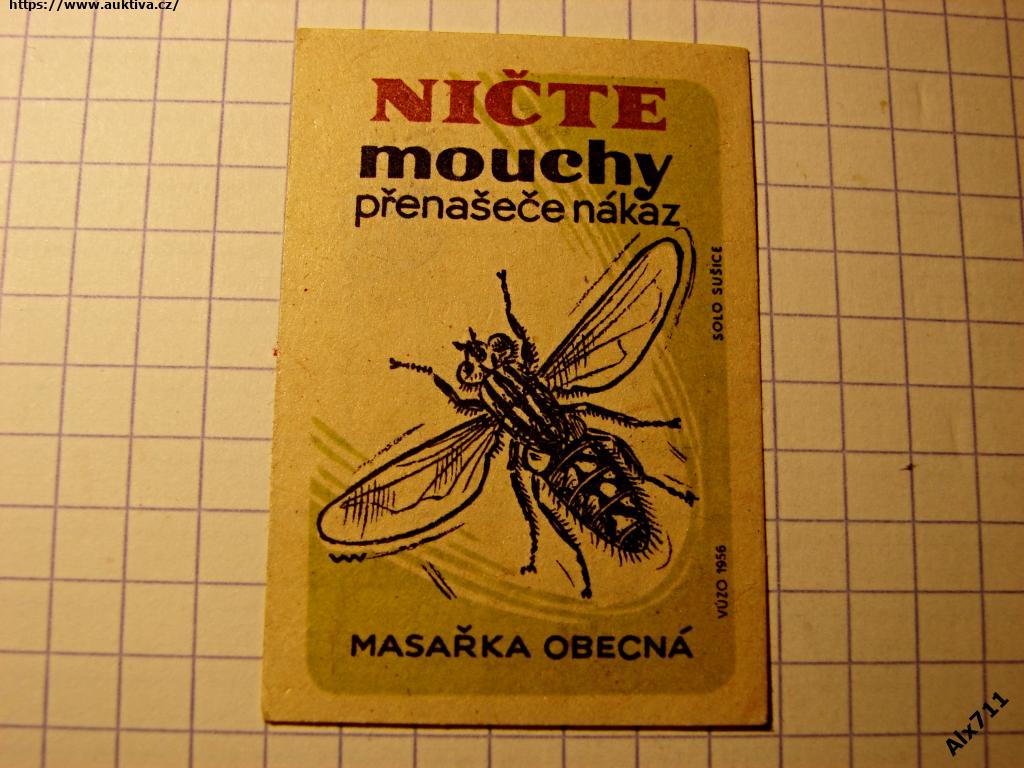 https://www.auktiva.cz/
NIČTE
mouchy
přenašeče nákaz
SOLO SUŠICE
VÚZO 1956
MASAŘKA OBECNÁ
Alx711